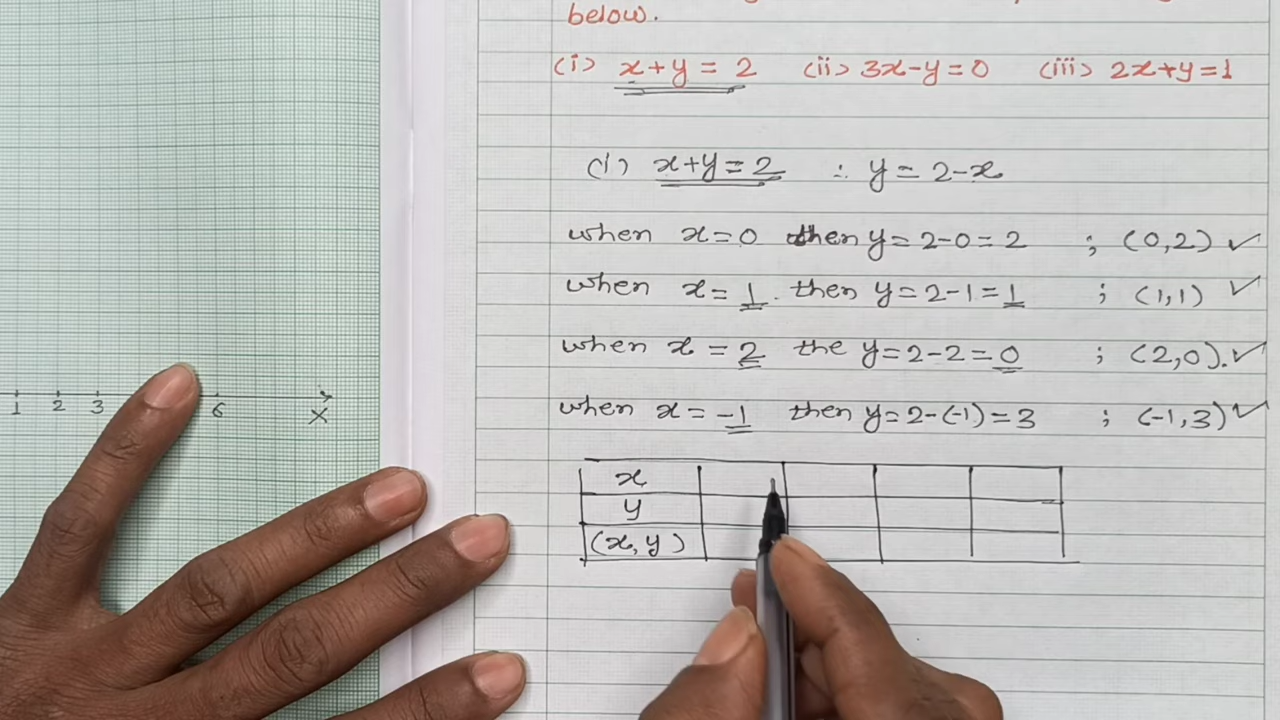 below.
(i) x+y = 2 (ii) 3x-y=0 (iii) 2x+y=1
(i) x+y=2 ∴ y = 2-x
when x=0 then y=2-0=2 ; (0,2) ✓
when x= 1. then y=2-1=1 ; (1,1) ✓
when x = 2 the y=2-2=0 ; (2,0). ✓
when x = -1 then y=2-(-1)=3 ; (-1,3) ✓
x
y
(x, y)
1 2 3 6 X